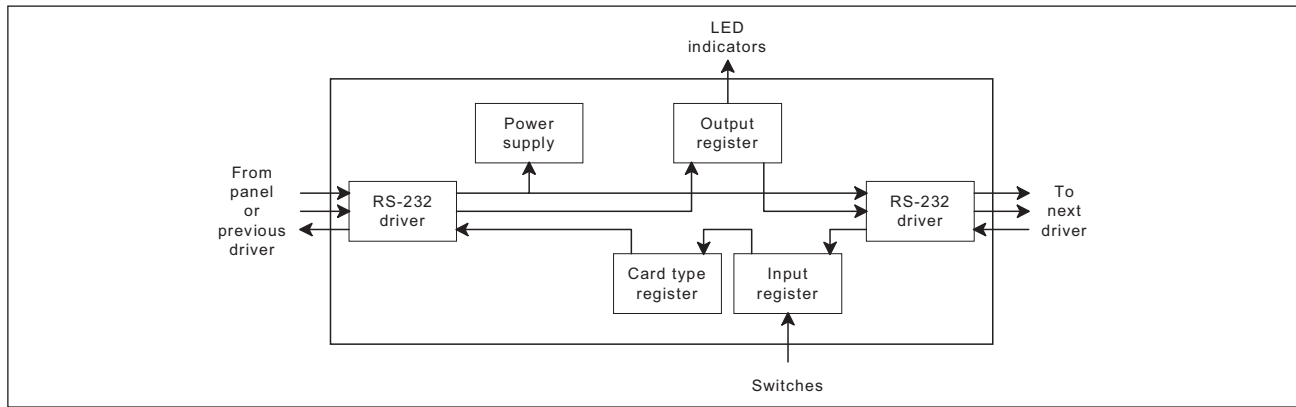 LED
indicators
Power
supply
Output
register
From
panel
or
previous
driver
RS-232
driver
RS-232
driver
To
next
driver
Card type
register
Input
register
Switches